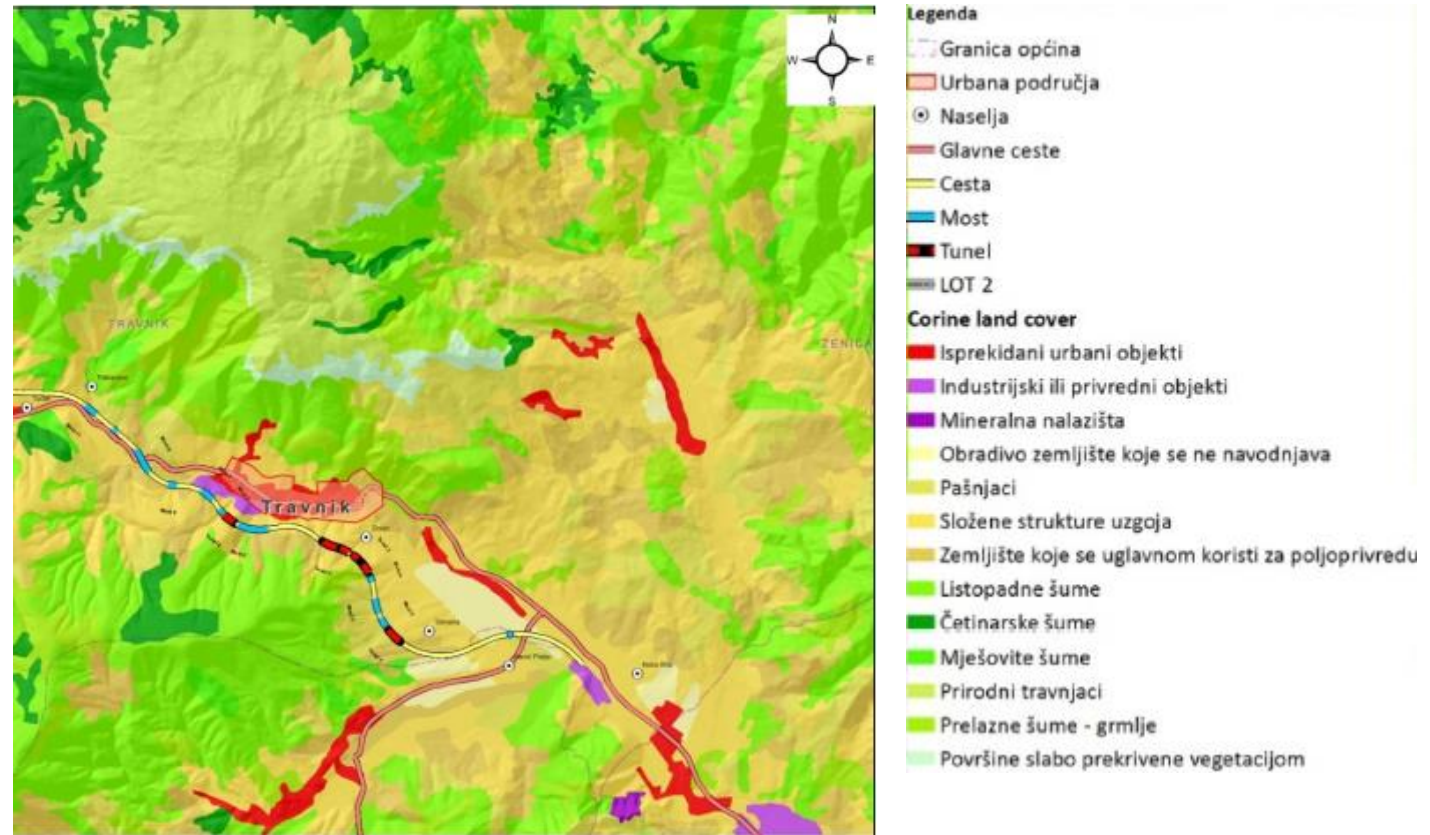 N
W
E
S
TRAVNIK
ZENICA
Travnik
Legenda
Granica općina
Urbana područja
Naselja
Glavne ceste
Cesta
Most
Tunel
LOT 2
Corine land cover
Isprekidani urbani objekti
Industrijski ili privredni objekti
Mineralna nalazišta
Obradivo zemljište koje se ne navodnjava
Pašnjaci
Složene strukture uzgoja
Zemljište koje se uglavnom koristi za poljoprivredu
Listopadne šume
Četinarske šume
Mješovite šume
Prirodni travnjaci
Prelazne šume - grmlje
Površine slabo prekrivene vegetacijom